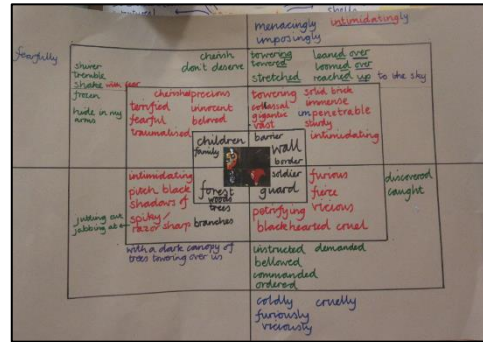 menacingly intimidatingly
imposingly
fearfully
cherish
don't deserve
shiver
tremble
shake with fear
frozen
hide in my
arms
towering leaned over
towered loomed over
stretched reached up to the sky
cherished precious
terrified innocent
fearful beloved
traumatised
towering solid brick
collosal immense
gigantic impenetrable
vast sturdy
intimidating
children
family
barrier
wall
border
intimidating
pitch black
shadows of
spiky/
razor sharp branches
forest
woods
trees
soldier
guard
furious
fierce
vicious
petrifying
blackhearted cruel
discovered
caught
jutting out
jabbing at
with a dark canopy of
trees towering over us
instructed demanded
bellowed
commanded
ordered
coldly cruelly
furiously
viciously